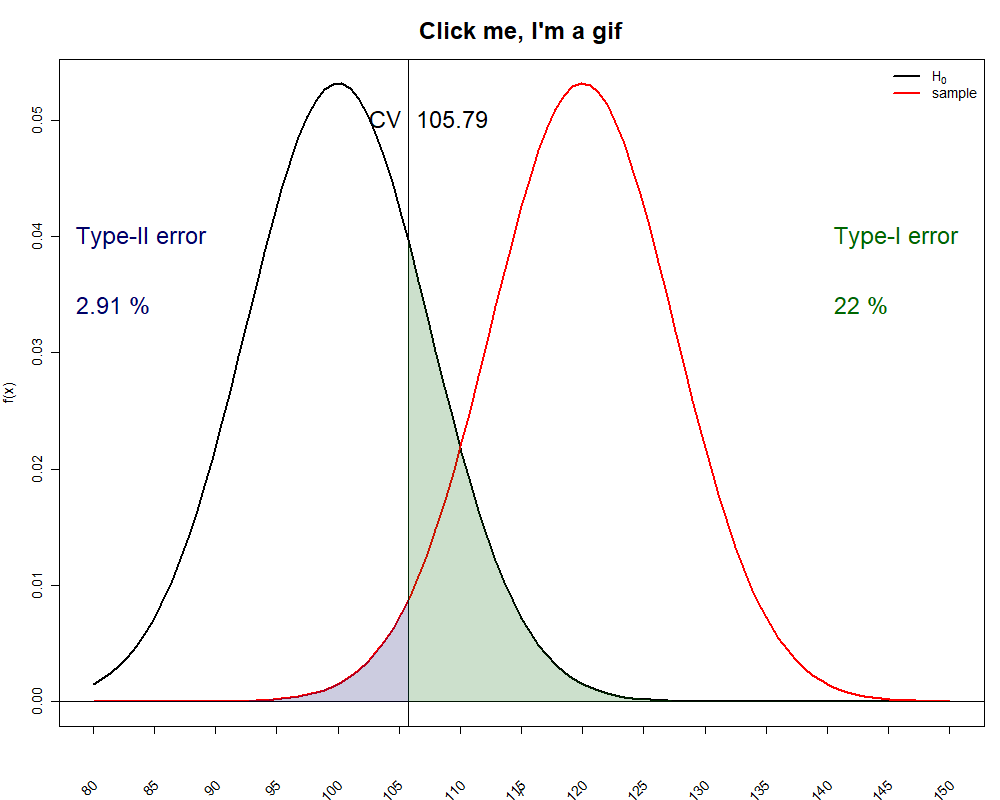 Click me, I'm a gif
H0
sample
CV 105.79
Type-II error
2.91 %
Type-I error
22 %
f(x)
0.05
0.04
0.03
0.02
0.01
0.00
80 85 90 95 100 105 110 115 120 125 130 135 140 145 150